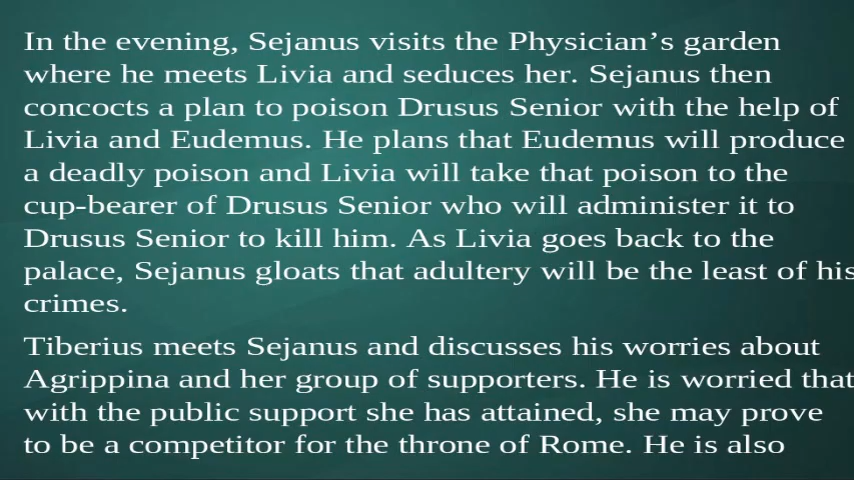 In the evening, Sejanus visits the Physician’s garden
where he meets Livia and seduces her. Sejanus then
concocts a plan to poison Drusus Senior with the help of
Livia and Eudemus. He plans that Eudemus will produce
a deadly poison and Livia will take that poison to the
cup-bearer of Drusus Senior who will administer it to
Drusus Senior to kill him. As Livia goes back to the
palace, Sejanus gloats that adultery will be the least of his
crimes.
Tiberius meets Sejanus and discusses his worries about
Agrippina and her group of supporters. He is worried that
with the public support she has attained, she may prove
to be a competitor for the throne of Rome. He is also